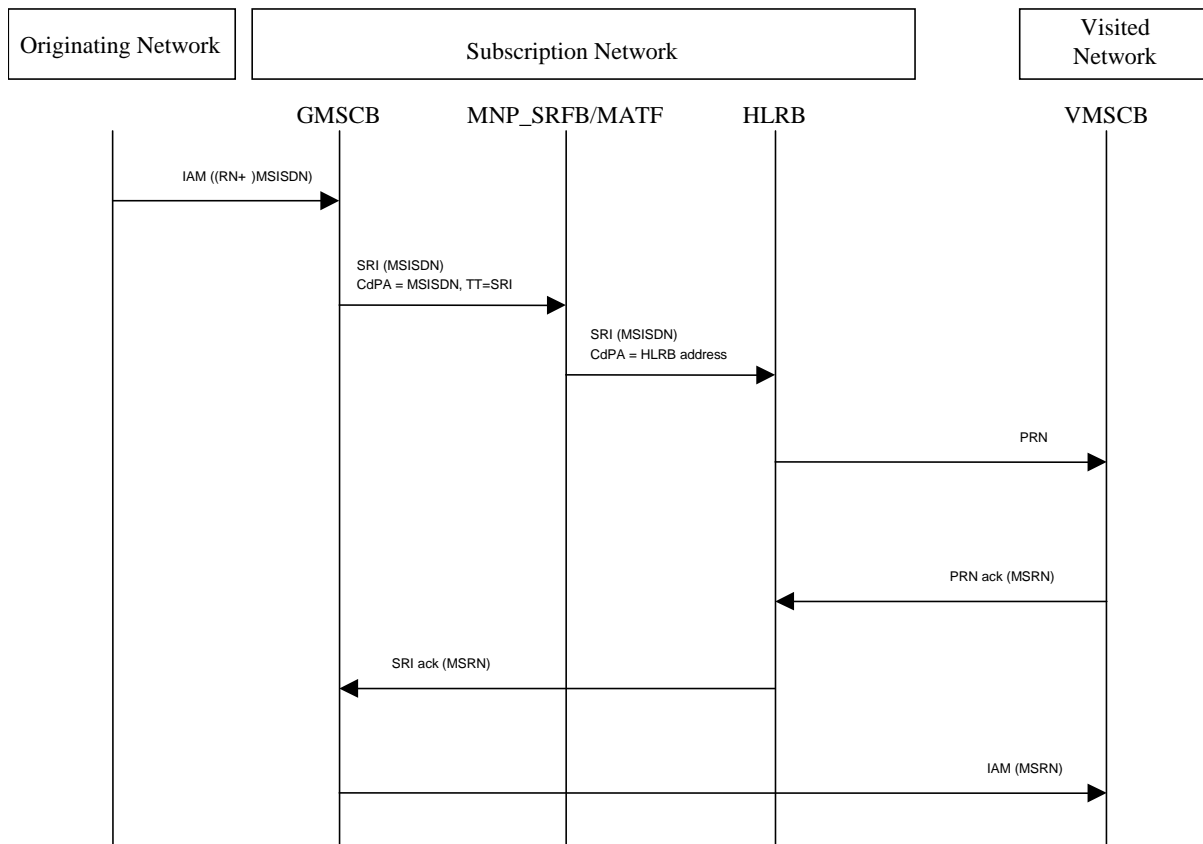 Originating Network
Subscription Network
Visited
Network
GMSCB
MNP_SRFB/MATF
HLRB
VMSCB
IAM ((RN+ )MSISDN)
SRI (MSISDN)
CdPA = MSISDN, TT=SRI
SRI (MSISDN)
CdPA = HLRB address
PRN
PRN ack (MSRN)
SRI ack (MSRN)
IAM (MSRN)